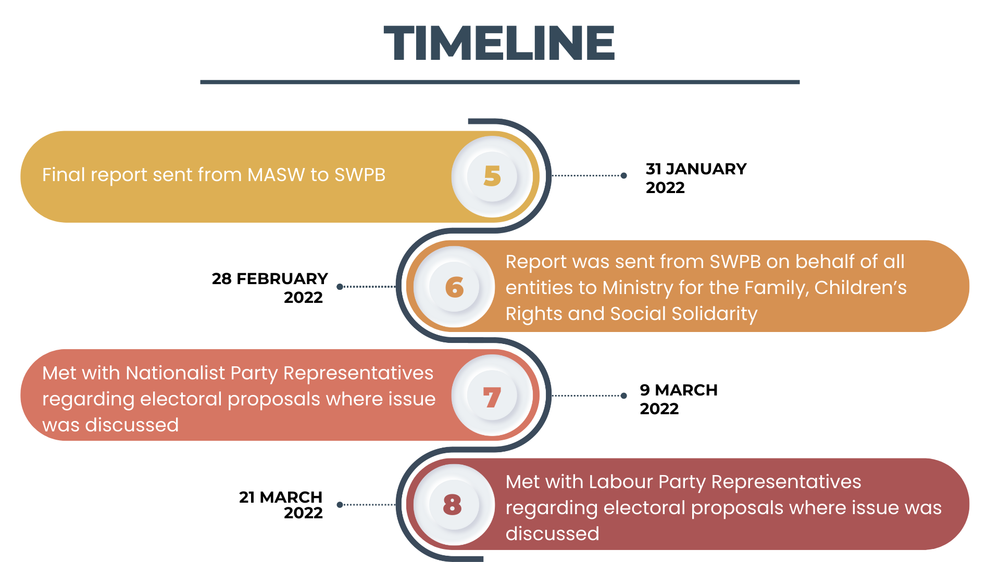 TIMELINE
Final report sent from MASW to SWPB
5
31 JANUARY
2022
28 FEBRUARY
2022
6
Report was sent from SWPB on behalf of all
entities to Ministry for the Family, Children’s
Rights and Social Solidarity
Met with Nationalist Party Representatives
regarding electoral proposals where issue
was discussed
7
9 MARCH
2022
21 MARCH
2022
8
Met with Labour Party Representatives
regarding electoral proposals where issue was
discussed